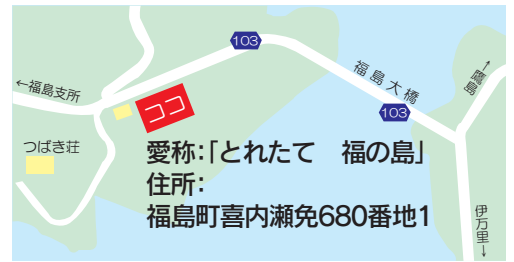 103
福島大橋
103
←鷹島
←福島支所
ココ
つばき荘
愛称:「とれたて　福の島」
住所:
福島町喜内瀬免680番地1
伊万里→